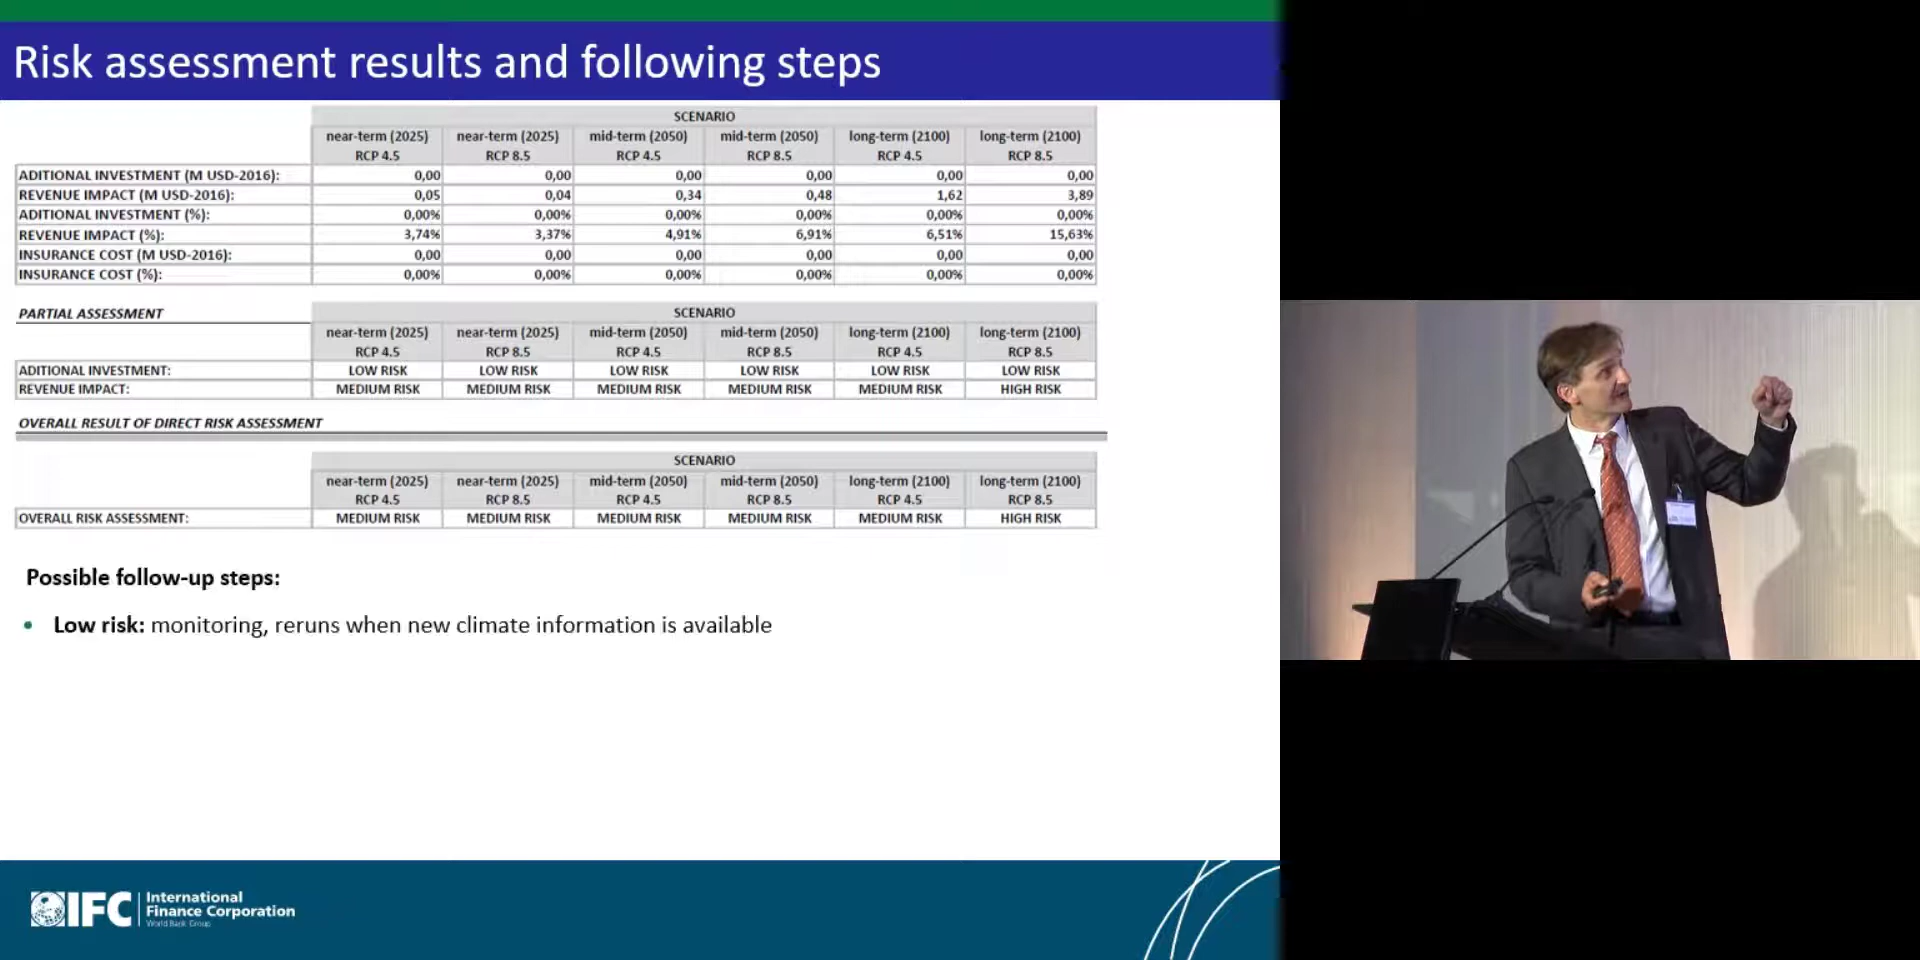 Risk assessment results and following steps
SCENARIO
near-term (2025) near-term (2025) mid-term (2050) mid-term (2050) long-term (2100) long-term (2100)
RCP 4.5 RCP 8.5 RCP 4.5 RCP 8.5 RCP 4.5 RCP 8.5
ADITIONAL INVESTMENT (M USD-2016): 0,00 0,00 0,00 0,00 0,00 0,00
REVENUE IMPACT (M USD-2016): 0,05 0,04 0,34 0,48 1,62 3,89
ADITIONAL INVESTMENT (%): 0,00% 0,00% 0,00% 0,00% 0,00% 0,00%
REVENUE IMPACT (%): 3,74% 3,37% 4,91% 6,91% 6,51% 15,63%
INSURANCE COST (M USD-2016): 0,00 0,00 0,00 0,00 0,00 0,00
INSURANCE COST (%): 0,00% 0,00% 0,00% 0,00% 0,00% 0,00%
PARTIAL ASSESSMENT SCENARIO
near-term (2025) near-term (2025) mid-term (2050) mid-term (2050) long-term (2100) long-term (2100)
RCP 4.5 RCP 8.5 RCP 4.5 RCP 8.5 RCP 4.5 RCP 8.5
ADITIONAL INVESTMENT: LOW RISK LOW RISK LOW RISK LOW RISK LOW RISK LOW RISK
REVENUE IMPACT: MEDIUM RISK MEDIUM RISK MEDIUM RISK MEDIUM RISK MEDIUM RISK HIGH RISK
OVERALL RESULT OF DIRECT RISK ASSESSMENT
SCENARIO
near-term (2025) near-term (2025) mid-term (2050) mid-term (2050) long-term (2100) long-term (2100)
RCP 4.5 RCP 8.5 RCP 4.5 RCP 8.5 RCP 4.5 RCP 8.5
OVERALL RISK ASSESSMENT: MEDIUM RISK MEDIUM RISK MEDIUM RISK MEDIUM RISK MEDIUM RISK HIGH RISK
Possible follow-up steps:
• Low risk: monitoring, reruns when new climate information is available
IFC
International
Finance Corporation
World Bank Group